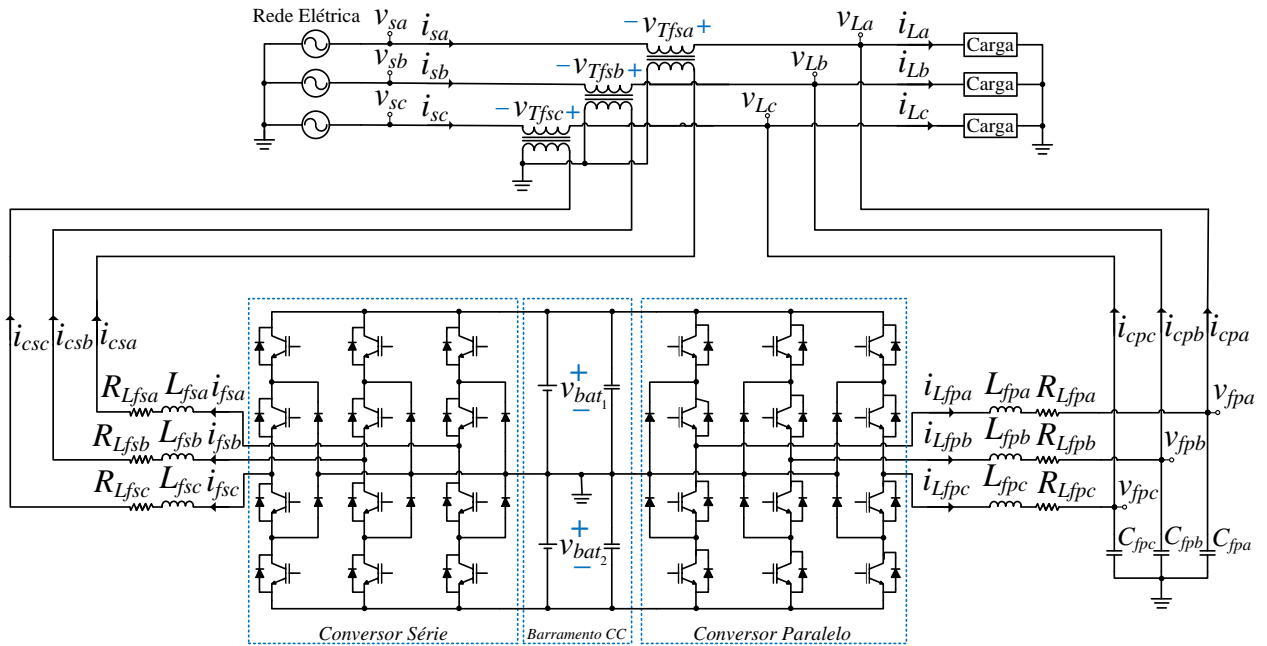 Rede Elétrica
v_sa
i_sa
− v_Tfsa +
v_La
i_La
Carga
v_sb
i_sb
− v_Tfsb +
v_Lb
i_Lb
Carga
v_sc
i_sc
− v_Tfsc +
v_Lc
i_Lc
Carga
i_csc
i_csb
i_csa
i_cpc
i_cpb
i_cpa
R_Lfsa L_fsa i_fsa
R_Lfsb L_fsb i_fsb
R_Lfsc L_fsc i_fsc
+
v_bat1
−
+
v_bat2
−
i_Lfpa L_fpa R_Lfpa v_fpa
i_Lfpb L_fpb R_Lfpb v_fpb
i_Lfpc L_fpc R_Lfpc v_fpc
C_fpc C_fpb C_fpa
Conversor Série
Barramento CC
Conversor Paralelo